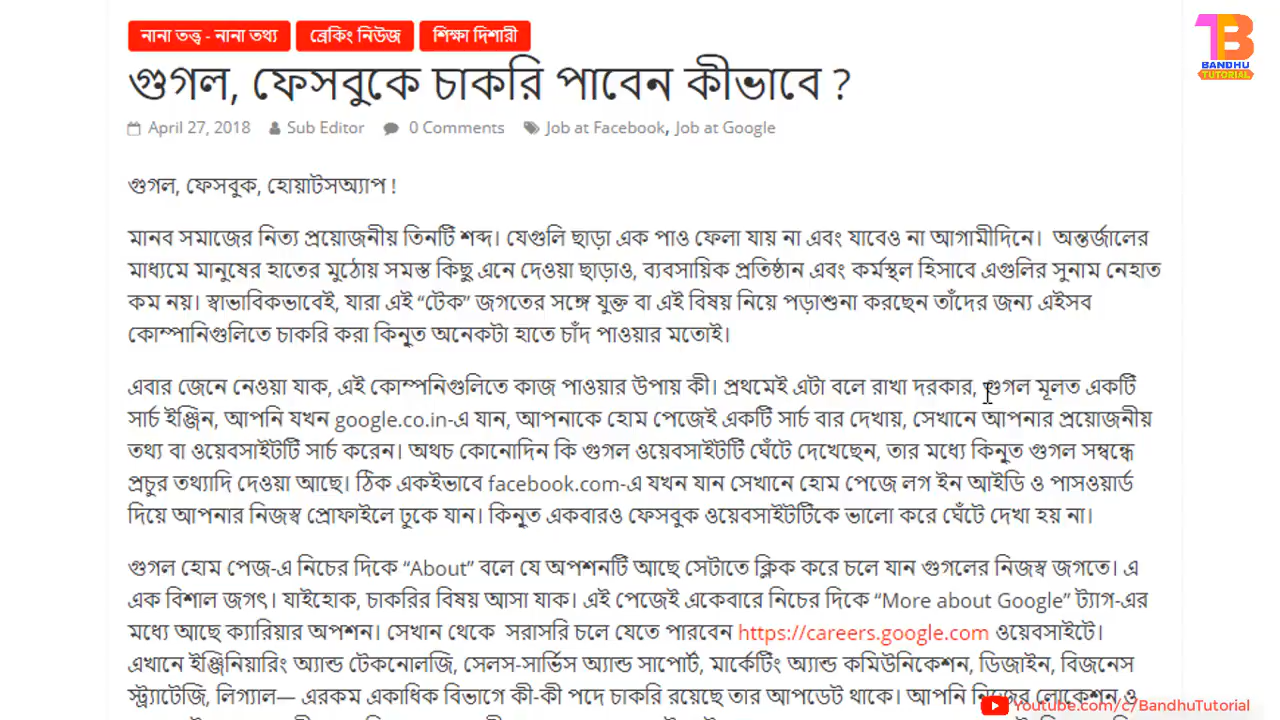 নানা তত্ত্ব - নানা তথ্য ব্রেকিং নিউজ শিক্ষা দিশারী
গুগল, ফেসবুকে চাকরি পাবেন কীভাবে ?
April 27, 2018 Sub Editor 0 Comments Job at Facebook, Job at Google
গুগল, ফেসবুক, হোয়াটসঅ্যাপ !
মানব সমাজের নিত্য প্রয়োজনীয় তিনটি শব্দ। যেগুলি ছাড়া এক পাও ফেলা যায় না এবং যাবেও না আগামীদিনে। অন্তর্জালের
মাধ্যমে মানুষের হাতের মুঠোয় সমস্ত কিছু এনে দেওয়া ছাড়াও, ব্যবসায়িক প্রতিষ্ঠান এবং কর্মস্থল হিসাবে এগুলির সুনাম নেহাত
কম নয়। স্বাভাবিকভাবেই, যারা এই “টেক” জগতের সঙ্গে যুক্ত বা এই বিষয় নিয়ে পড়াশুনা করছেন তাঁদের জন্য এইসব
কোম্পানিগুলিতে চাকরি করা কিনুত অনেকটা হাতে চাঁদ পাওয়ার মতোই।
এবার জেনে নেওয়া যাক, এই কোম্পনিগুলিতে কাজ পাওয়ার উপায় কী। প্রথমেই এটা বলে রাখা দরকার, গুগল মূলত একটি
সার্চ ইঞ্জিন, আপনি যখন google.co.in-এ যান, আপনাকে হোম পেজেই একটি সার্চ বার দেখায়, সেখানে আপনার প্রয়োজনীয়
তথ্য বা ওয়েবসাইটটি সার্চ করেন। অথচ কোনোদিন কি গুগল ওয়েবসাইটটি ঘেঁটে দেখেছেন, তার মধ্যে কিনুত গুগল সম্বন্ধে
প্রচুর তথ্যাদি দেওয়া আছে। ঠিক একইভাবে facebook.com-এ যখন যান সেখানে হোম পেজে লগ ইন আইডি ও পাসওয়ার্ড
দিয়ে আপনার নিজস্ব প্রোফাইলে ঢুকে যান। কিনুত একবারও ফেসবুক ওয়েবসাইটটিকে ভালো করে ঘেঁটে দেখা হয় না।
গুগল হোম পেজ-এ নিচের দিকে “About” বলে যে অপশনটি আছে সেটাতে ক্লিক করে চলে যান গুগলের নিজস্ব জগতে। এ
এক বিশাল জগৎ। যাইহোক, চাকরির বিষয় আসা যাক। এই পেজেই একেবারে নিচের দিকে “More about Google” ট্যাগ-এর
মধ্যে আছে ক্যারিয়ার অপশন। সেখান থেকে সরাসরি চলে যেতে পারবেন https://careers.google.com ওয়েবসাইটে।
এখানে ইঞ্জিনিয়ারিং অ্যান্ড টেকনোলজি, সেলস-সার্ভিস অ্যান্ড সাপোর্ট, মার্কেটিং অ্যান্ড কমিউনিকেশন, ডিজাইন, বিজনেস
স্ট্র্যাটেজি, লিগ্যাল— এরকম একাধিক বিভাগে কী-কী পদে চাকরি রয়েছে তার আপডেট থাকে। আপনি নিজের লোকেশন ও
BANDHU
TUTORIAL
Youtube.com/c/BandhuTutorial